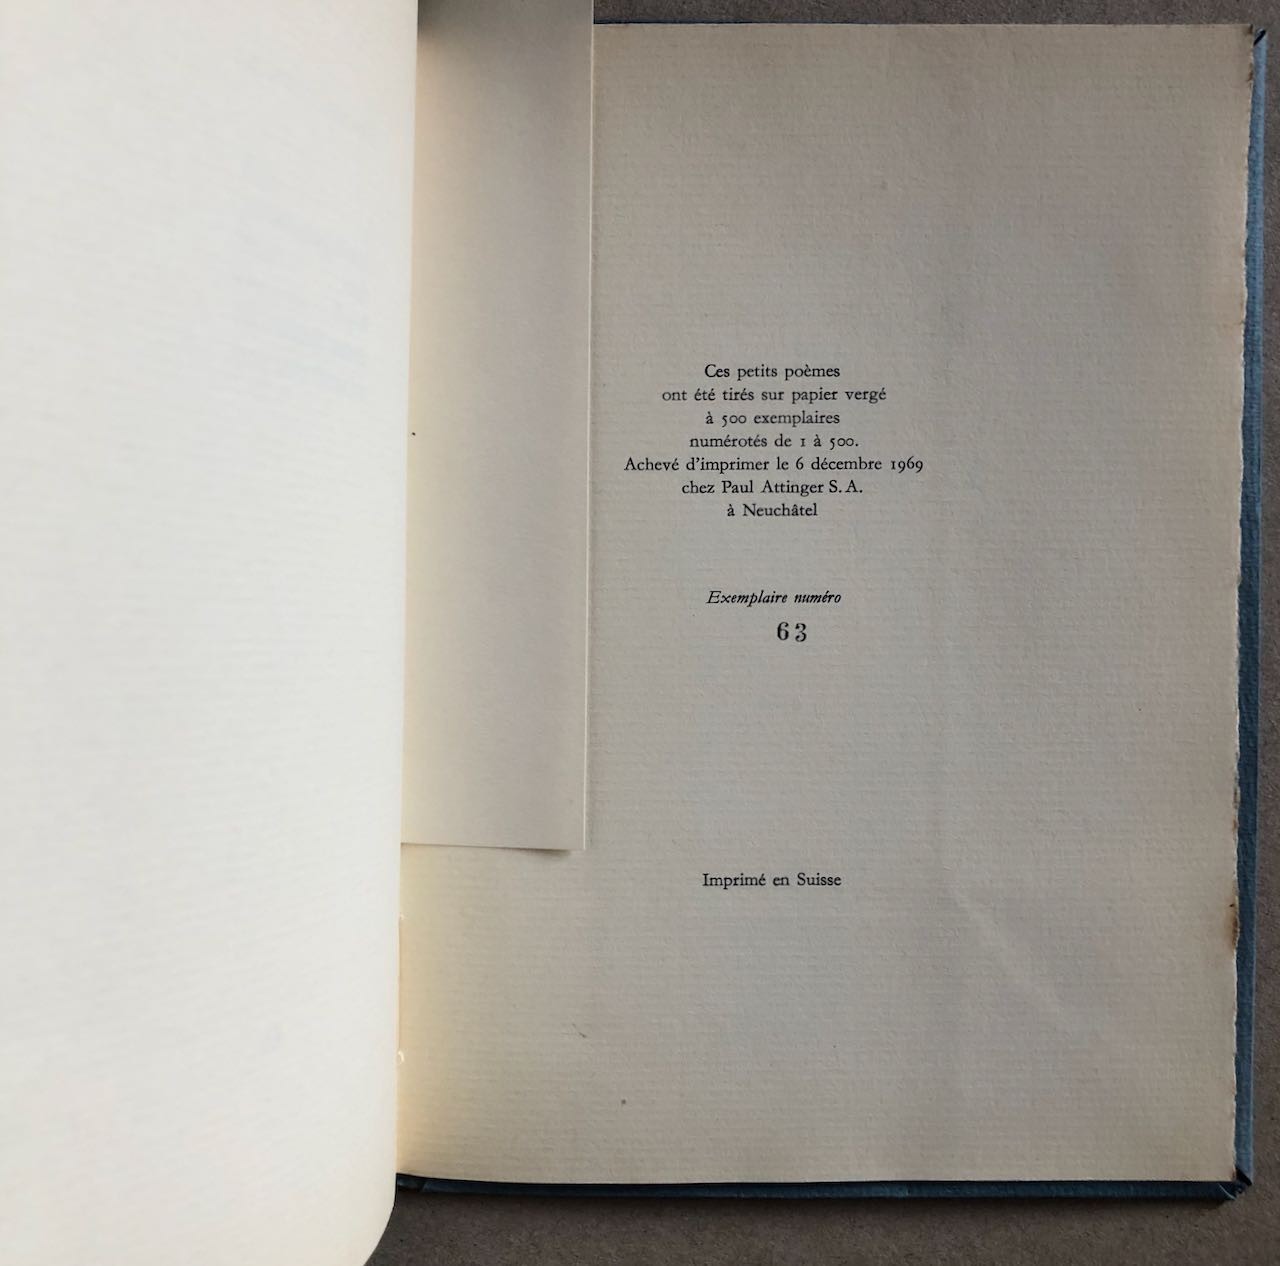 Ces petits poèmes
ont été tirés sur papier vergé
à 500 exemplaires
numérotés de 1 à 500.
Achevé d'imprimer le 6 décembre 1969
chez Paul Attinger S. A.
à Neuchâtel
Exemplaire numéro
63
Imprimé en Suisse